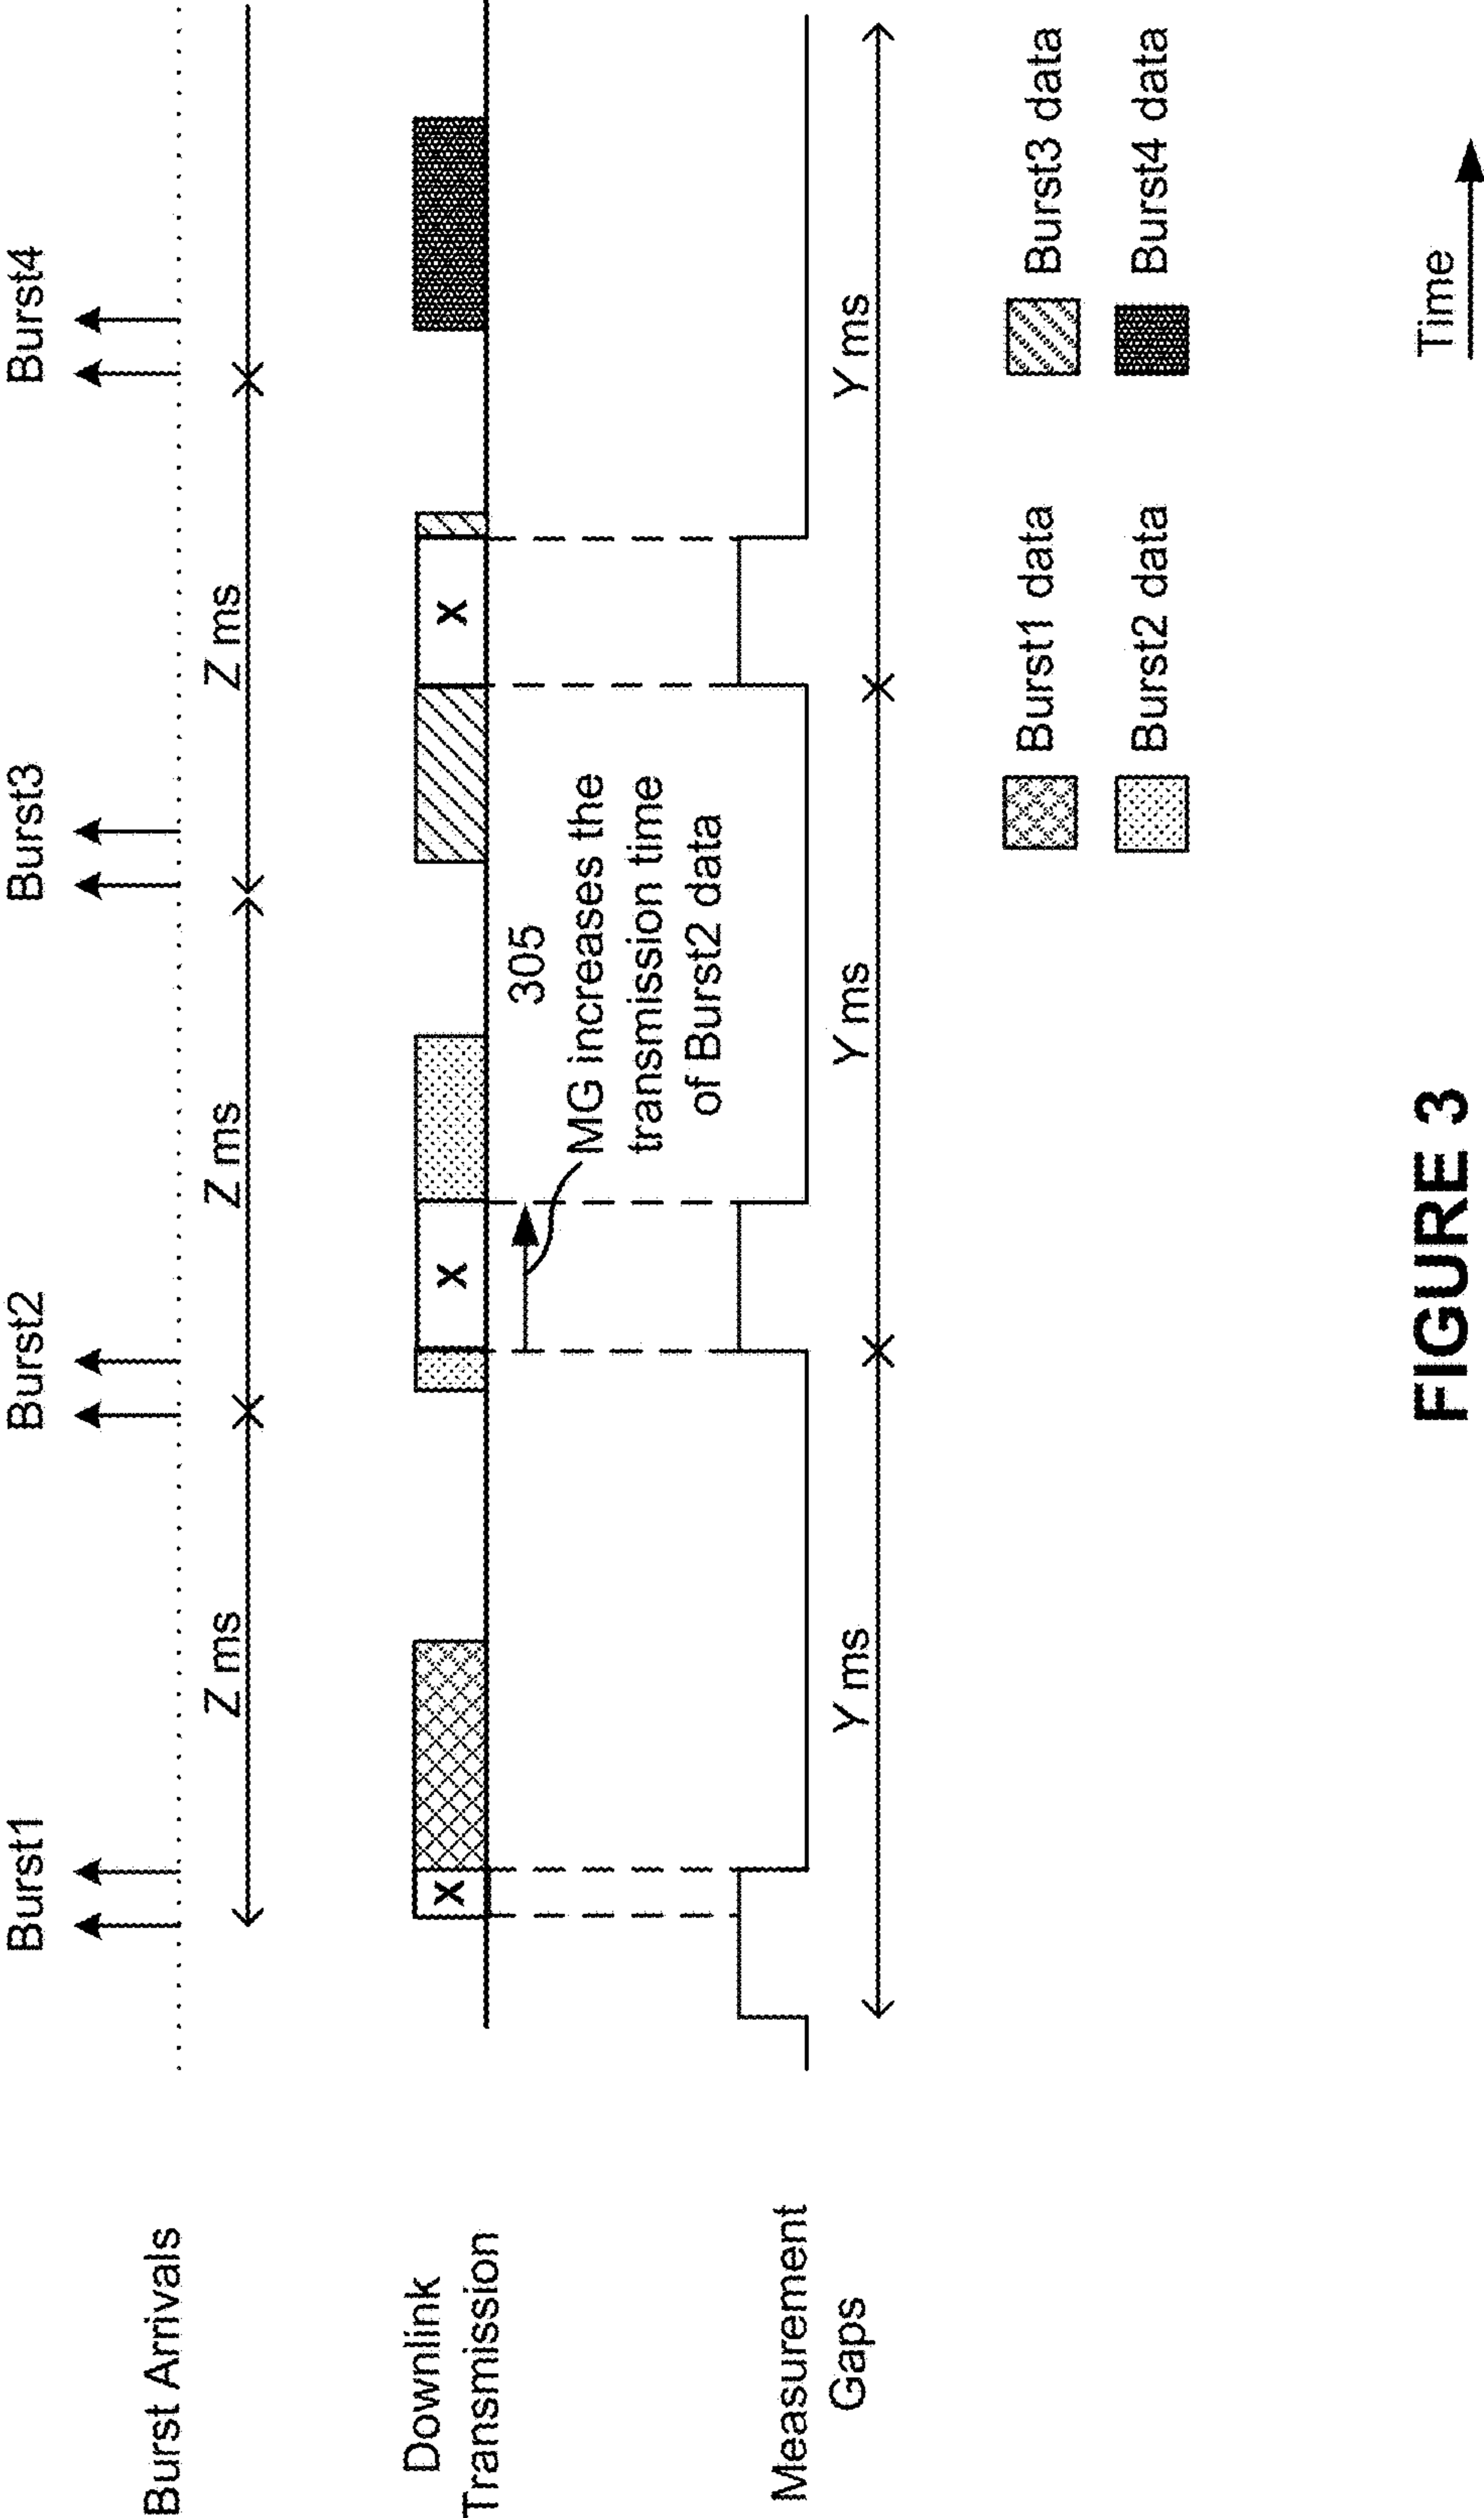 Burst1
Burst2
Burst3
Burst4
Burst Arrivals
Z ms
Z ms
Z ms
Downlink
Transmission
x
x
x
305
MG increases the
transmission time
of Burst2 data
Measurement
Gaps
Y ms
Y ms
Y ms
Burst1 data
Burst3 data
Burst2 data
Burst4 data
Time
FIGURE 3